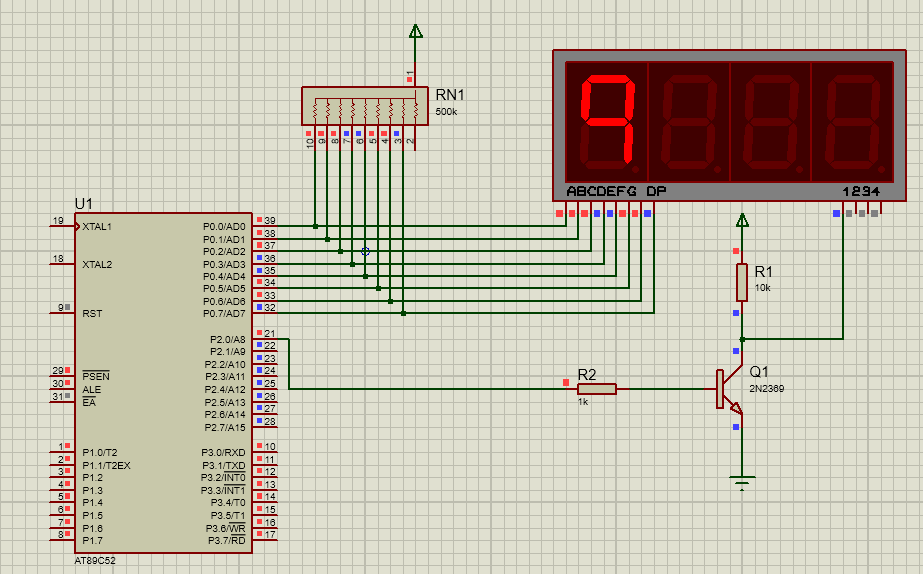 RN1
500k
1
10 9 8 7 6 5 4 3 2
ABCDEFG DP
1234
U1
19 XTAL1
18 XTAL2
9 RST
29 PSEN
30 ALE
31 EA
1 P1.0/T2
2 P1.1/T2EX
3 P1.2
4 P1.3
5 P1.4
6 P1.5
7 P1.6
8 P1.7
P0.0/AD0 39
P0.1/AD1 38
P0.2/AD2 37
P0.3/AD3 36
P0.4/AD4 35
P0.5/AD5 34
P0.6/AD6 33
P0.7/AD7 32
P2.0/A8 21
P2.1/A9 22
P2.2/A10 23
P2.3/A11 24
P2.4/A12 25
P2.5/A13 26
P2.6/A14 27
P2.7/A15 28
P3.0/RXD 10
P3.1/TXD 11
P3.2/INT0 12
P3.3/INT1 13
P3.4/T0 14
P3.5/T1 15
P3.6/WR 16
P3.7/RD 17
AT89C52
R1
10k
R2
1k
Q1
2N2369
9